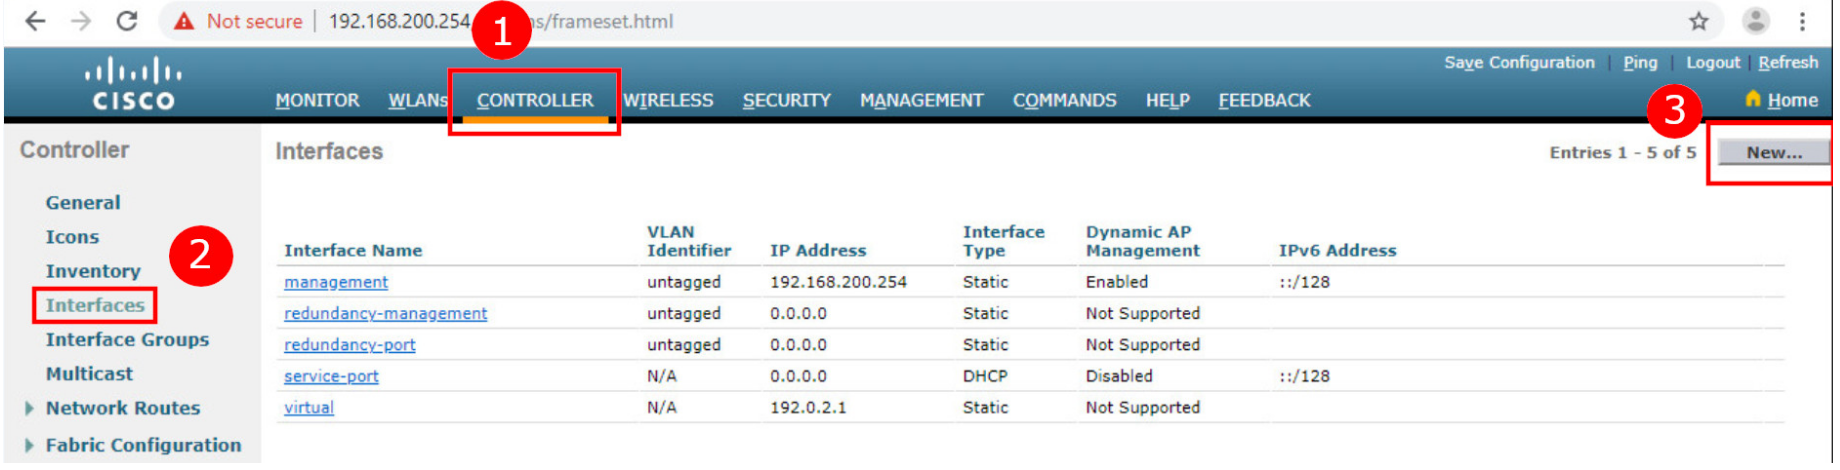 Not secure | 192.168.200.254 ns/frameset.html
1
Save Configuration | Ping | Logout | Refresh
CISCO
MONITOR WLANs CONTROLLER WIRELESS SECURITY MANAGEMENT COMMANDS HELP FEEDBACK
Home
3
Controller
Interfaces
Entries 1 - 5 of 5
New...
General
Icons
2
Inventory
Interfaces
Interface Groups
Multicast
Network Routes
Fabric Configuration
Interface Name VLAN Identifier IP Address Interface Type Dynamic AP Management IPv6 Address
management untagged 192.168.200.254 Static Enabled ::/128
redundancy-management untagged 0.0.0.0 Static Not Supported
redundancy-port untagged 0.0.0.0 Static Not Supported
service-port N/A 0.0.0.0 DHCP Disabled ::/128
virtual N/A 192.0.2.1 Static Not Supported